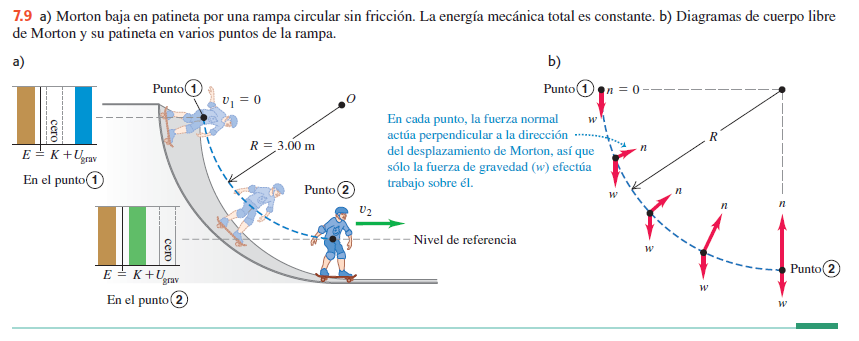 7.9 a) Morton baja en patineta por una rampa circular sin fricción. La energía mecánica total es constante. b) Diagramas de cuerpo libre
de Morton y su patineta en varios puntos de la rampa.
a)
Punto 1
v1 = 0
O
R = 3.00 m
cero
E = K + Ugrav
En el punto 1
Punto 2
v2
Nivel de referencia
cero
E = K + Ugrav
En el punto 2
b)
Punto 1 n = 0
En cada punto, la fuerza normal
actúa perpendicular a la dirección
del desplazamiento de Morton, así que
sólo la fuerza de gravedad (w) efectúa
trabajo sobre él.
w
n
R
w
n
w
n
w
n
Punto 2
w